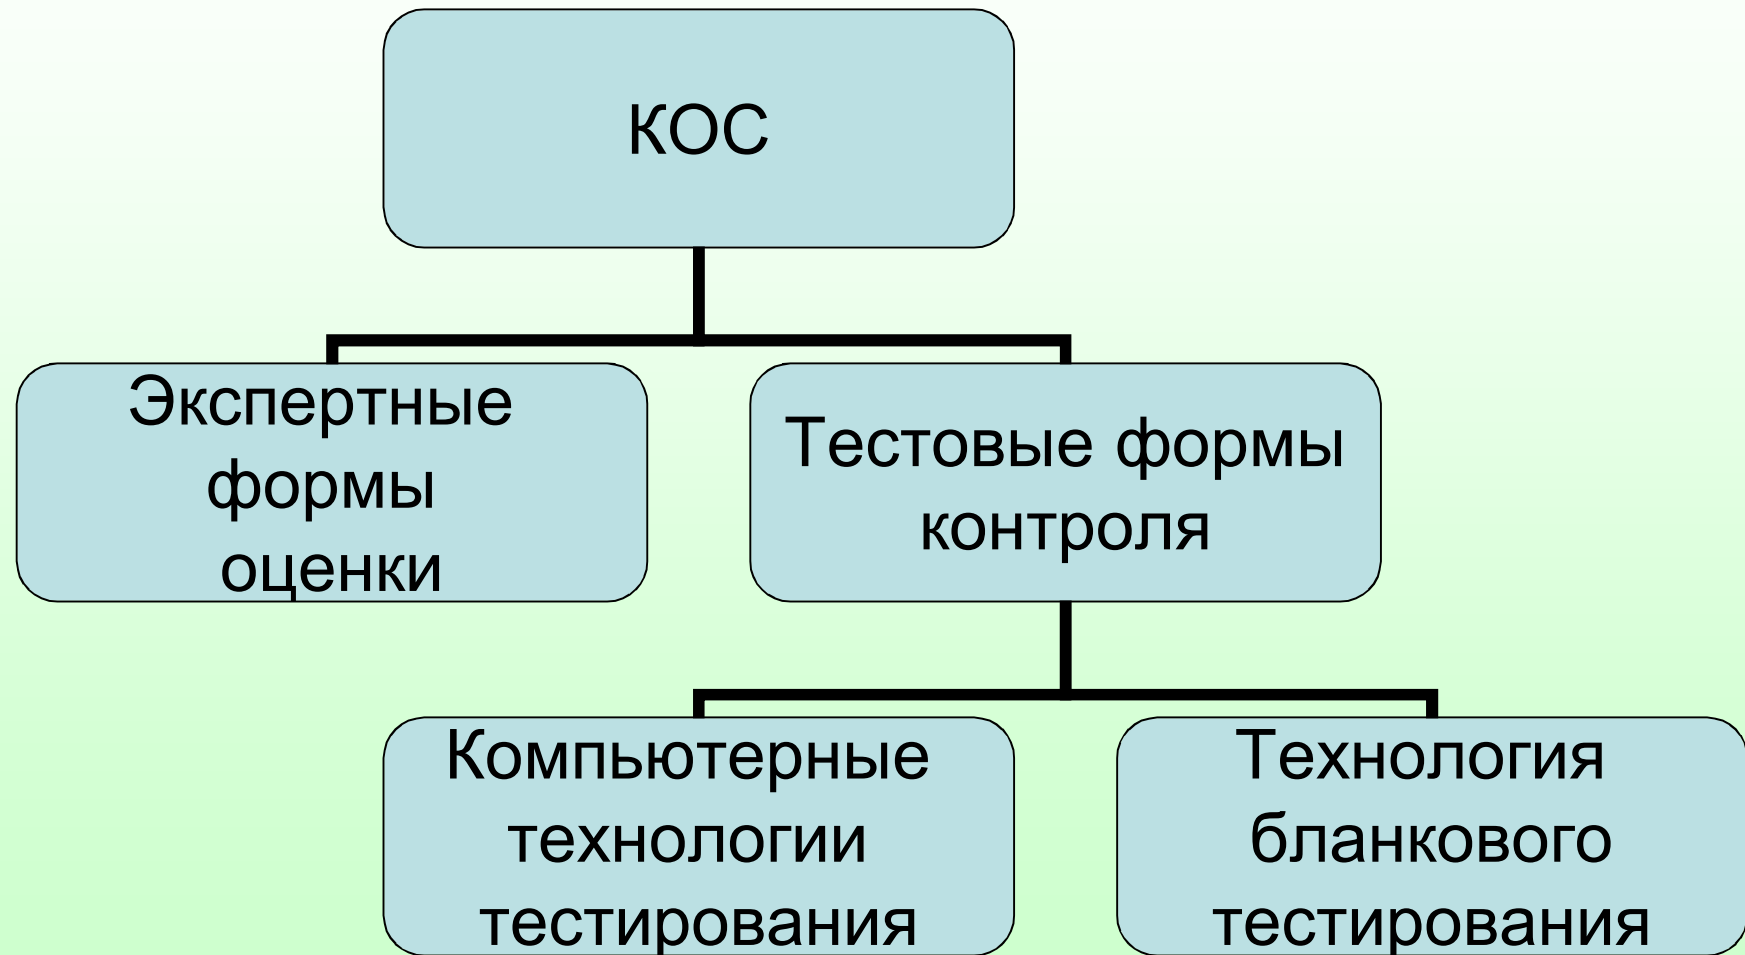 КОС
Экспертные
формы
оценки
Тестовые формы
контроля
Компьютерные
технологии
тестирования
Технология
бланкового
тестирования